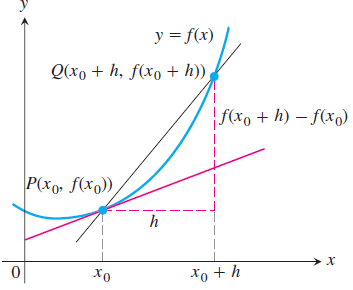 y
y = f(x)
Q(x₀ + h, f(x₀ + h))
f(x₀ + h) – f(x₀)
P(x₀, f(x₀))
h
0
x₀
x₀ + h
x